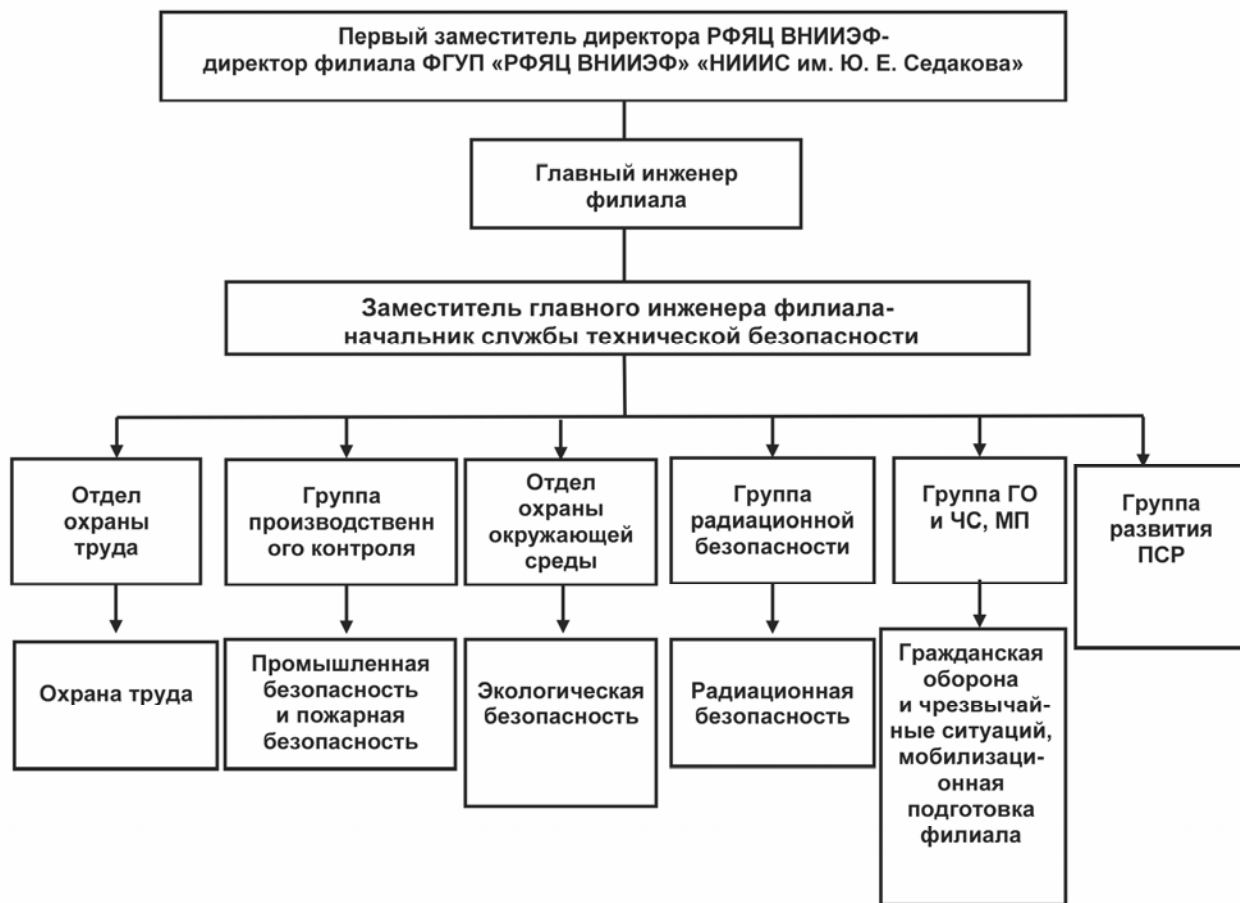 Первый заместитель директора РФЯЦ ВНИИЭФ-
директор филиала ФГУП «РФЯЦ ВНИИЭФ» «НИИИС им. Ю. Е. Седакова»
Главный инженер
филиала
Заместитель главного инженера филиала-
начальник службы технической безопасности
Отдел
охраны
труда
Группа
производственн
ого контроля
Отдел
охраны
окружающей
среды
Группа
радиационной
безопасности
Группа ГО
и ЧС, МП
Группа
развития
ПСР
Охрана труда
Промышленная
безопасность
и пожарная
безопасность
Экологическая
безопасность
Радиационная
безопасность
Гражданская
оборона
и чрезвычай-
ные ситуаций,
мобилизаци-
онная
подготовка
филиала